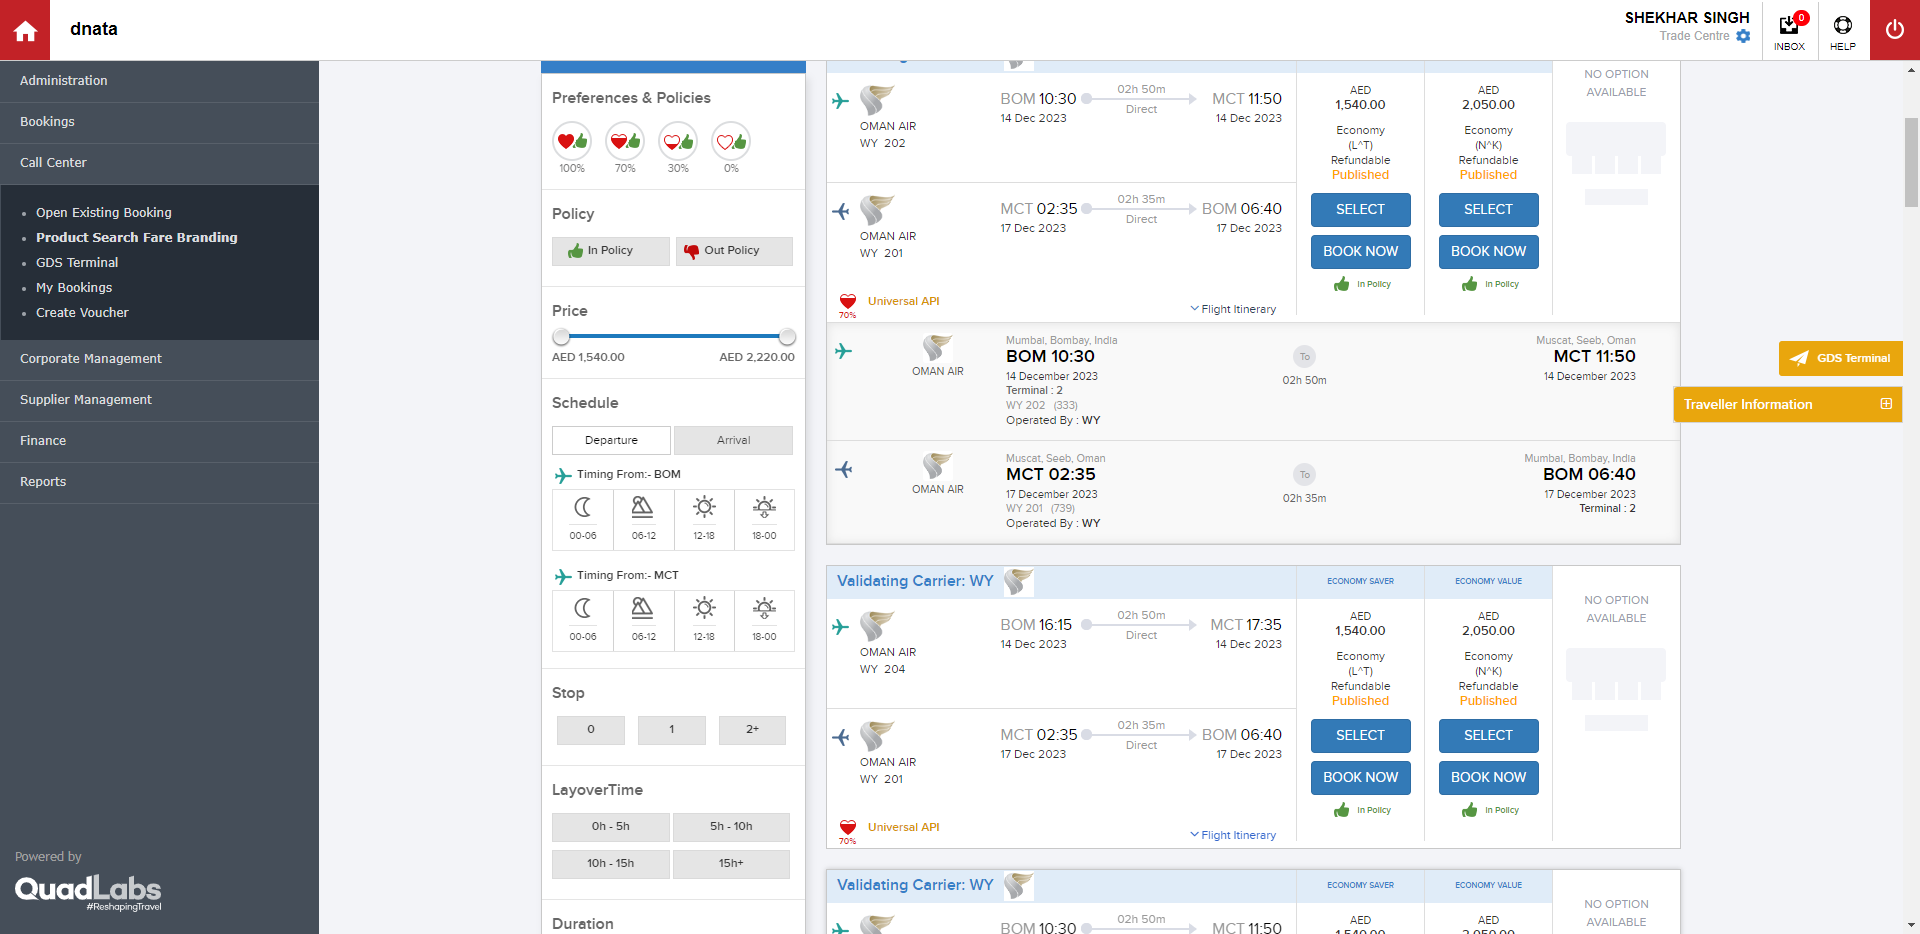 dnata
SHEKHAR SINGH
Trade Centre
0
INBOX
HELP
Administration
Bookings
Call Center
Open Existing Booking
Product Search Fare Branding
GDS Terminal
My Bookings
Create Voucher
Corporate Management
Supplier Management
Finance
Reports
Powered by
QuadLabs
#ReshapingTravel
Preferences & Policies
100% 70% 30% 0%
Policy
In Policy Out Policy
Price
AED 1,540.00 AED 2,220.00
Schedule
Departure Arrival
Timing From:- BOM
00-06 06-12 12-18 18-00
Timing From:- MCT
00-06 06-12 12-18 18-00
Stop
0 1 2+
LayoverTime
0h - 5h 5h - 10h
10h - 15h 15h+
Duration
OMAN AIR
WY 202
BOM 10:30 02h 50m MCT 11:50
14 Dec 2023 Direct 14 Dec 2023
OMAN AIR
WY 201
MCT 02:35 02h 35m BOM 06:40
17 Dec 2023 Direct 17 Dec 2023
70%
Universal API
Flight Itinerary
AED
1,540.00
Economy
(L^T)
Refundable
Published
SELECT
BOOK NOW
In Policy
AED
2,050.00
Economy
(N^K)
Refundable
Published
SELECT
BOOK NOW
In Policy
NO OPTION
AVAILABLE
OMAN AIR
Mumbai, Bombay, India
BOM 10:30
14 December 2023
Terminal : 2
WY 202 (333)
Operated By : WY
To
02h 50m
Muscat, Seeb, Oman
MCT 11:50
14 December 2023
OMAN AIR
Muscat, Seeb, Oman
MCT 02:35
17 December 2023
WY 201 (739)
Operated By : WY
To
02h 35m
Mumbai, Bombay, India
BOM 06:40
17 December 2023
Terminal : 2
GDS Terminal
Traveller Information
Validating Carrier: WY
ECONOMY SAVER
ECONOMY VALUE
OMAN AIR
WY 204
BOM 16:15 02h 50m MCT 17:35
14 Dec 2023 Direct 14 Dec 2023
OMAN AIR
WY 201
MCT 02:35 02h 35m BOM 06:40
17 Dec 2023 Direct 17 Dec 2023
70%
Universal API
Flight Itinerary
AED
1,540.00
Economy
(L^T)
Refundable
Published
SELECT
BOOK NOW
In Policy
AED
2,050.00
Economy
(N^K)
Refundable
Published
SELECT
BOOK NOW
In Policy
NO OPTION
AVAILABLE
Validating Carrier: WY
ECONOMY SAVER
ECONOMY VALUE
BOM 10:30 02h 50m MCT 11:50
AED
1,540.00
AED
2,050.00
NO OPTION
AVAILABLE